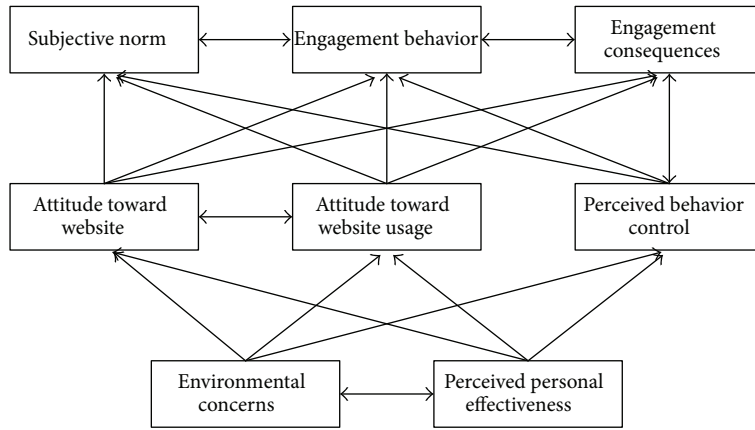 Subjective norm
Engagement behavior
Engagement
consequences
Attitude toward
website
Attitude toward
website usage
Perceived behavior
control
Environmental
concerns
Perceived personal
effectiveness